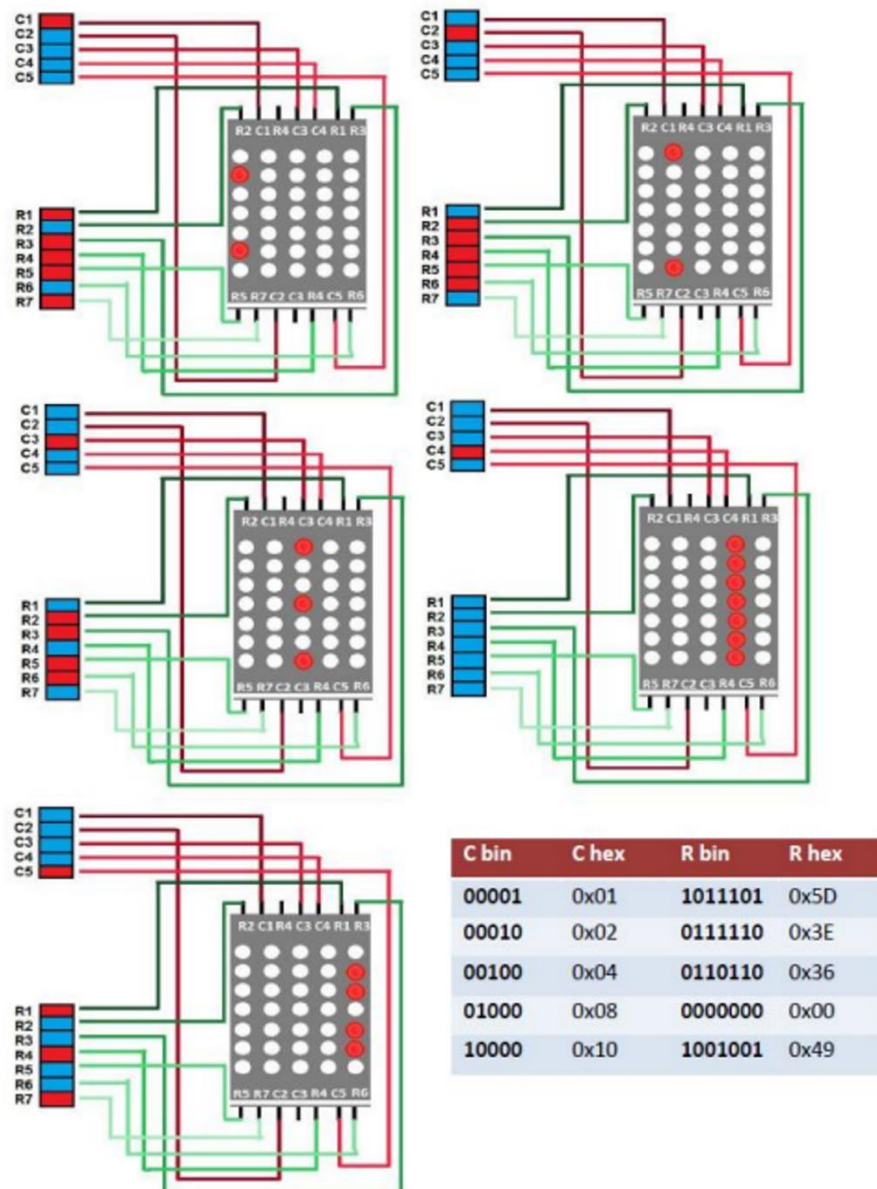 C1
C2
C3
C4
C5
R2 C1 R4 C3 C4 R1 R3
R1
R2
R3
R4
R5
R6
R7
R5 R7 C2 C3 R4 C5 R6
C1
C2
C3
C4
C5
R2 C1 R4 C3 C4 R1 R3
R1
R2
R3
R4
R5
R6
R7
R5 R7 C2 C3 R4 C5 R6
C1
C2
C3
C4
C5
R2 C1 R4 C3 C4 R1 R3
R1
R2
R3
R4
R5
R6
R7
R5 R7 C2 C3 R4 C5 R6
C1
C2
C3
C4
C5
R2 C1 R4 C3 C4 R1 R3
R1
R2
R3
R4
R5
R6
R7
R5 R7 C2 C3 R4 C5 R6
C1
C2
C3
C4
C5
R2 C1 R4 C3 C4 R1 R3
R1
R2
R3
R4
R5
R6
R7
R5 R7 C2 C3 R4 C5 R6
C bin C hex R bin R hex
00001 0x01 1011101 0x5D
00010 0x02 0111110 0x3E
00100 0x04 0110110 0x36
01000 0x08 0000000 0x00
10000 0x10 1001001 0x49